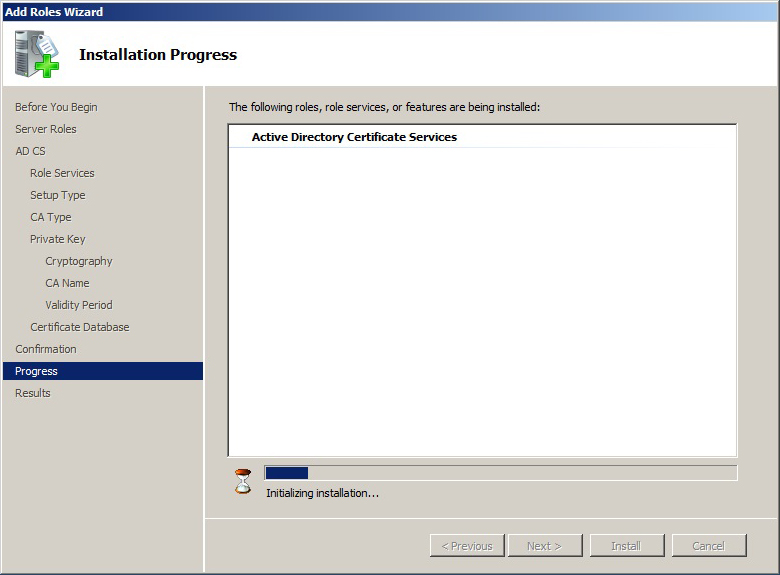 Add Roles Wizard
Installation Progress
Before You Begin
Server Roles
AD CS
Role Services
Setup Type
CA Type
Private Key
Cryptography
CA Name
Validity Period
Certificate Database
Confirmation
Progress
Results
The following roles, role services, or features are being installed:
Active Directory Certificate Services
Initializing installation...
< Previous
Next >
Install
Cancel